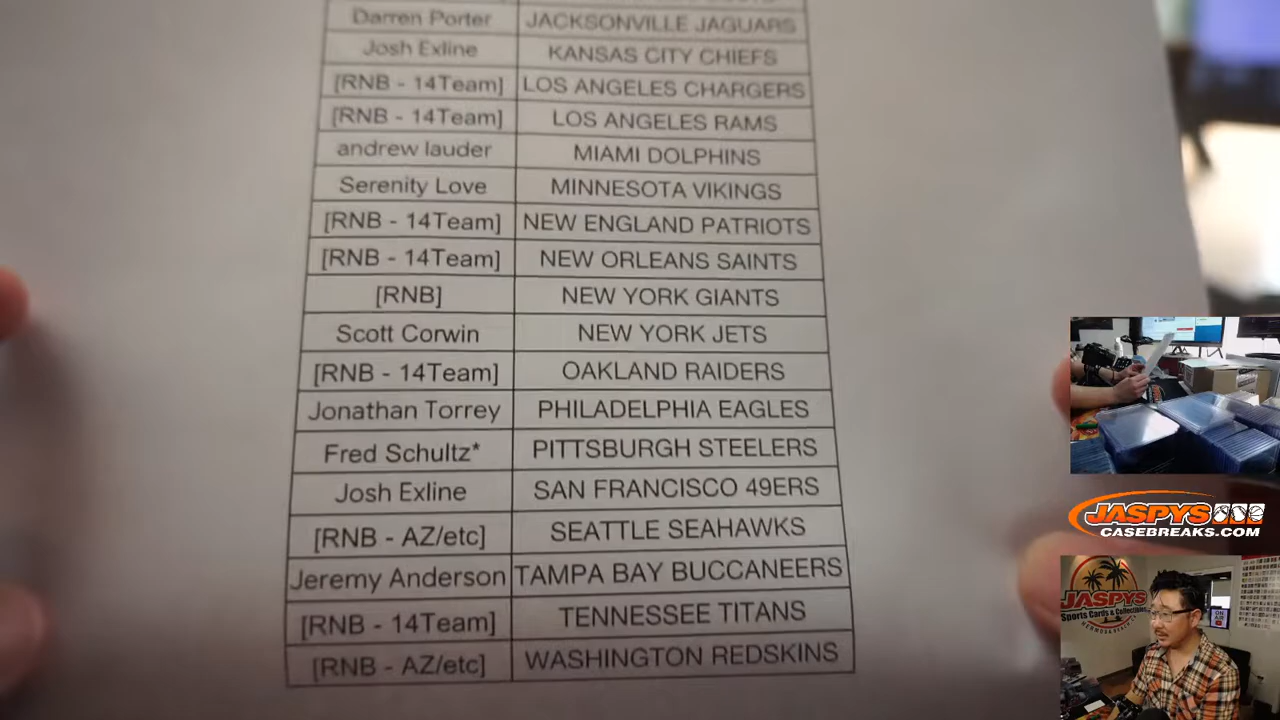 Darren Porter JACKSONVILLE JAGUARS
Josh Exline KANSAS CITY CHIEFS
[RNB - 14Team] LOS ANGELES CHARGERS
[RNB - 14Team] LOS ANGELES RAMS
andrew lauder MIAMI DOLPHINS
Serenity Love MINNESOTA VIKINGS
[RNB - 14Team] NEW ENGLAND PATRIOTS
[RNB - 14Team] NEW ORLEANS SAINTS
[RNB] NEW YORK GIANTS
Scott Corwin NEW YORK JETS
[RNB - 14Team] OAKLAND RAIDERS
Jonathan Torrey PHILADELPHIA EAGLES
Fred Schultz* PITTSBURGH STEELERS
Josh Exline SAN FRANCISCO 49ERS
[RNB - AZ/etc] SEATTLE SEAHAWKS
Jeremy Anderson TAMPA BAY BUCCANEERS
[RNB - 14Team] TENNESSEE TITANS
[RNB - AZ/etc] WASHINGTON REDSKINS
JASPYS
CASEBREAKS.COM
JASPYS
Sports Cards & Collectibles
HERMOSA BEACH
ON AIR